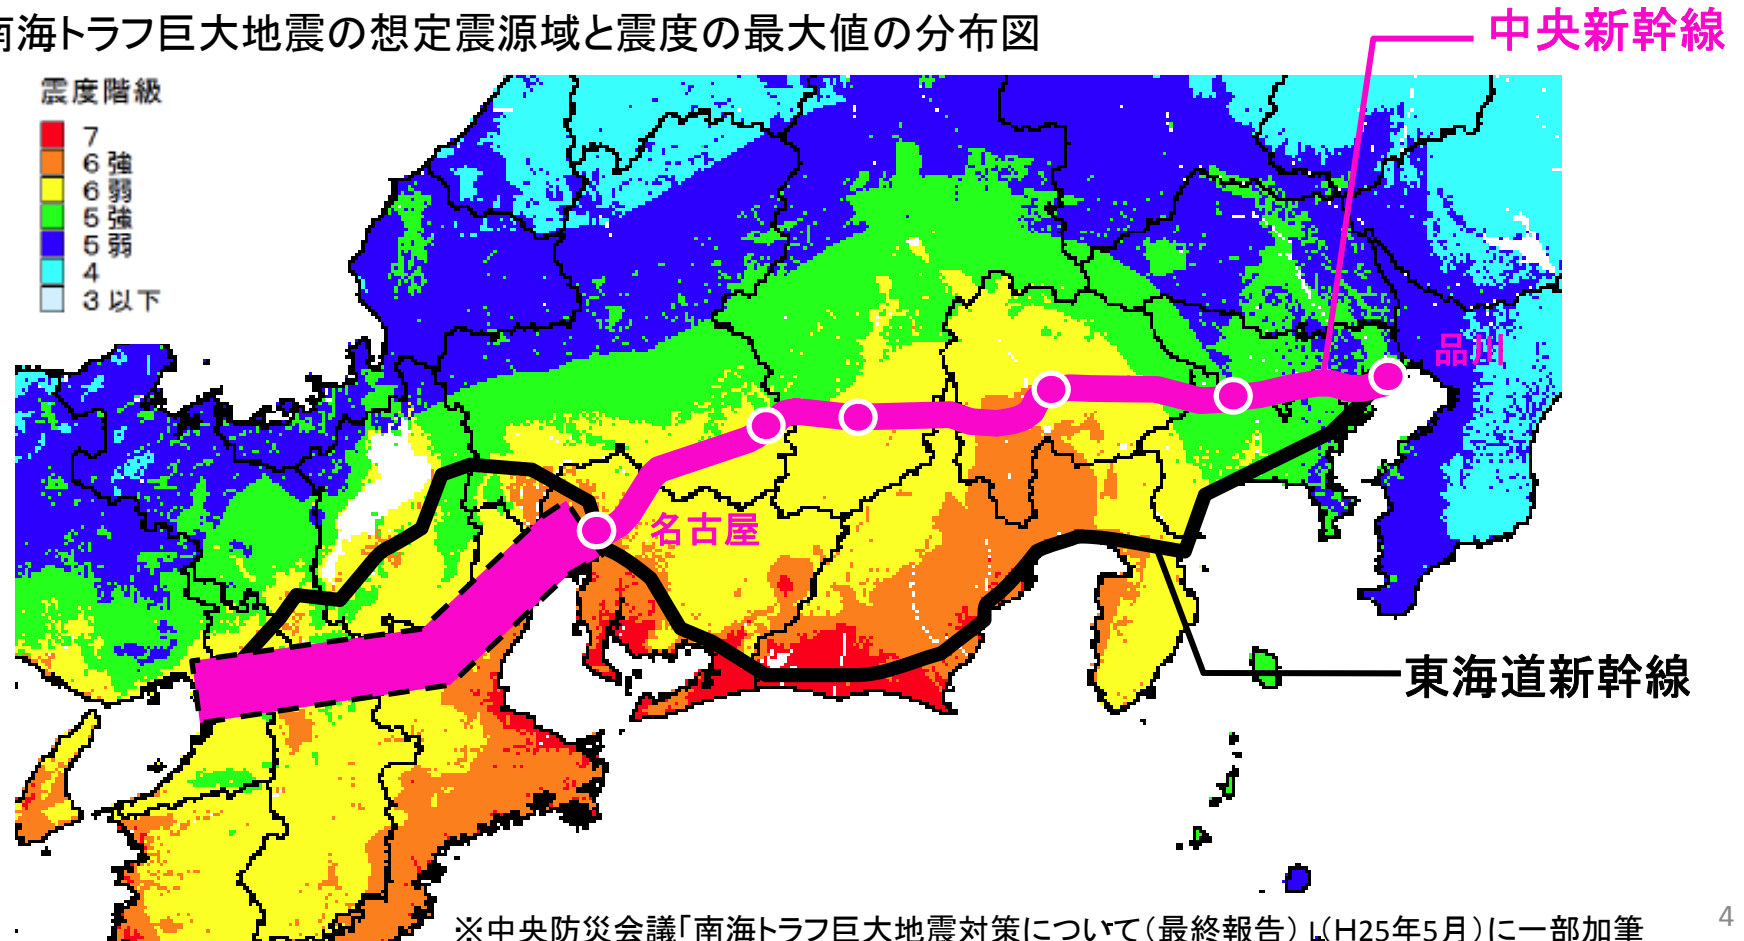 南海トラフ巨大地震の想定震源域と震度の最大値の分布図
中央新幹線
震度階級
7
6強
6弱
5強
5弱
4
3以下
品川
名古屋
東海道新幹線
※中央防災会議「南海トラフ巨大地震対策について(最終報告)」(H25年5月)に一部加筆
4